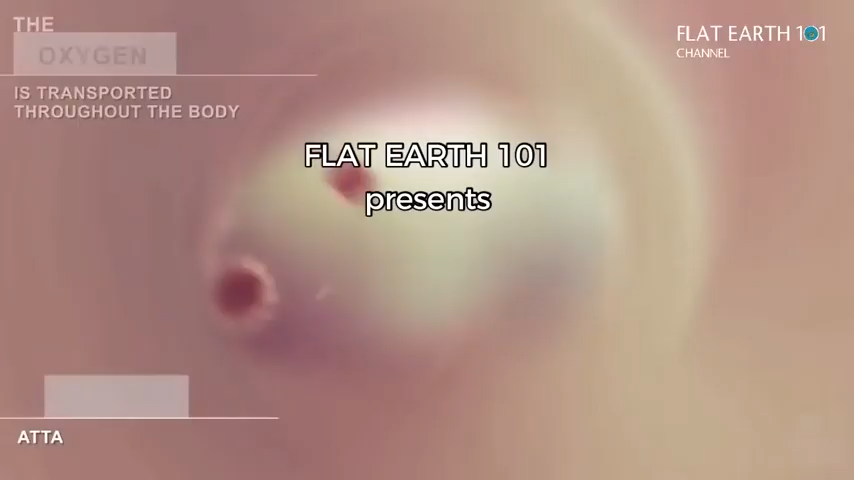 THE
OXYGEN
IS TRANSPORTED
THROUGHOUT THE BODY
FLAT EARTH 101
CHANNEL
FLAT EARTH 101
presents
ATTA